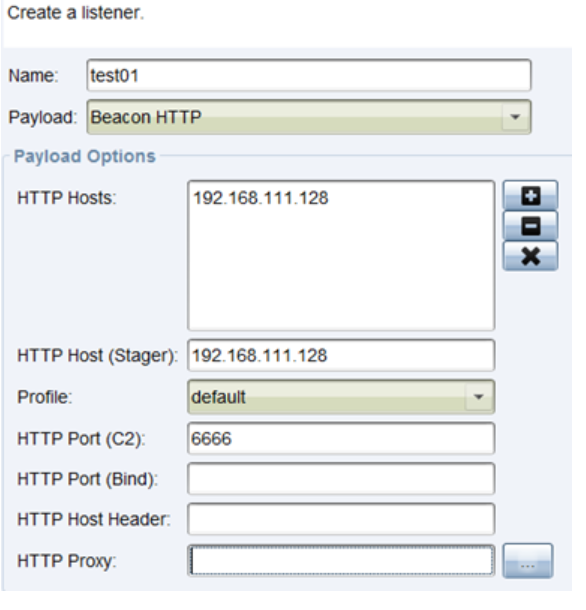 Create a listener.
Name: test01
Payload: Beacon HTTP
Payload Options
HTTP Hosts: 192.168.111.128
HTTP Host (Stager): 192.168.111.128
Profile: default
HTTP Port (C2): 6666
HTTP Port (Bind):
HTTP Host Header:
HTTP Proxy: ...